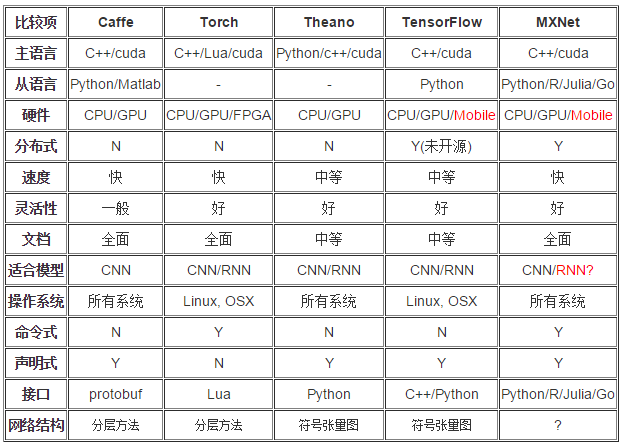 比较项 Caffe Torch Theano TensorFlow MXNet
主语言 C++/cuda C++/Lua/cuda Python/c++/cuda C++/cuda C++/cuda
从语言 Python/Matlab - - Python Python/R/Julia/Go
硬件 CPU/GPU CPU/GPU/FPGA CPU/GPU CPU/GPU/Mobile CPU/GPU/Mobile
分布式 N N N Y(未开源) Y
速度 快 快 中等 中等 快
灵活性 一般 好 好 好 好
文档 全面 全面 中等 中等 全面
适合模型 CNN CNN/RNN CNN/RNN CNN/RNN CNN/RNN?
操作系统 所有系统 Linux, OSX 所有系统 Linux, OSX 所有系统
命令式 N Y N N Y
声明式 Y N Y Y Y
接口 protobuf Lua Python C++/Python Python/R/Julia/Go
网络结构 分层方法 分层方法 符号张量图 符号张量图 ?